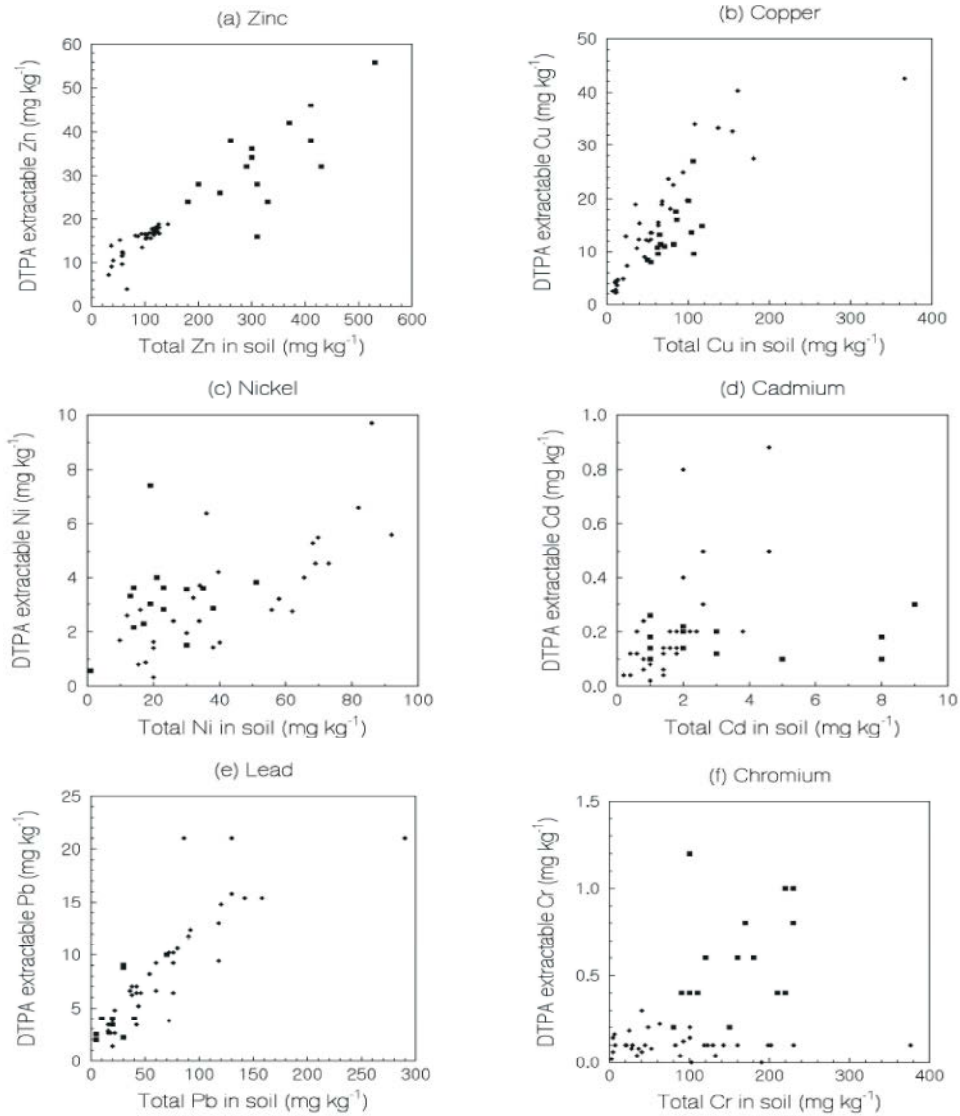 (a) Zinc
DTPA extractable Zn (mg kg⁻¹)
60
50
40
30
20
10
0
0 100 200 300 400 500 600
Total Zn in soil (mg kg⁻¹)
(b) Copper
DTPA extractable Cu (mg kg⁻¹)
50
40
30
20
10
0
0 100 200 300 400
Total Cu in soil (mg kg⁻¹)
(c) Nickel
DTPA extractable Ni (mg kg⁻¹)
10
8
6
4
2
0
0 20 40 60 80 100
Total Ni in soil (mg kg⁻¹)
(d) Cadmium
DTPA extractable Cd (mg kg⁻¹)
1.0
0.8
0.6
0.4
0.2
0.0
0 2 4 6 8 10
Total Cd in soil (mg kg⁻¹)
(e) Lead
DTPA extractable Pb (mg kg⁻¹)
25
20
15
10
5
0
0 50 100 150 200 250 300
Total Pb in soil (mg kg⁻¹)
(f) Chromium
DTPA extractable Cr (mg kg⁻¹)
1.5
1.0
0.5
0.0
0 100 200 300 400
Total Cr in soil (mg kg⁻¹)